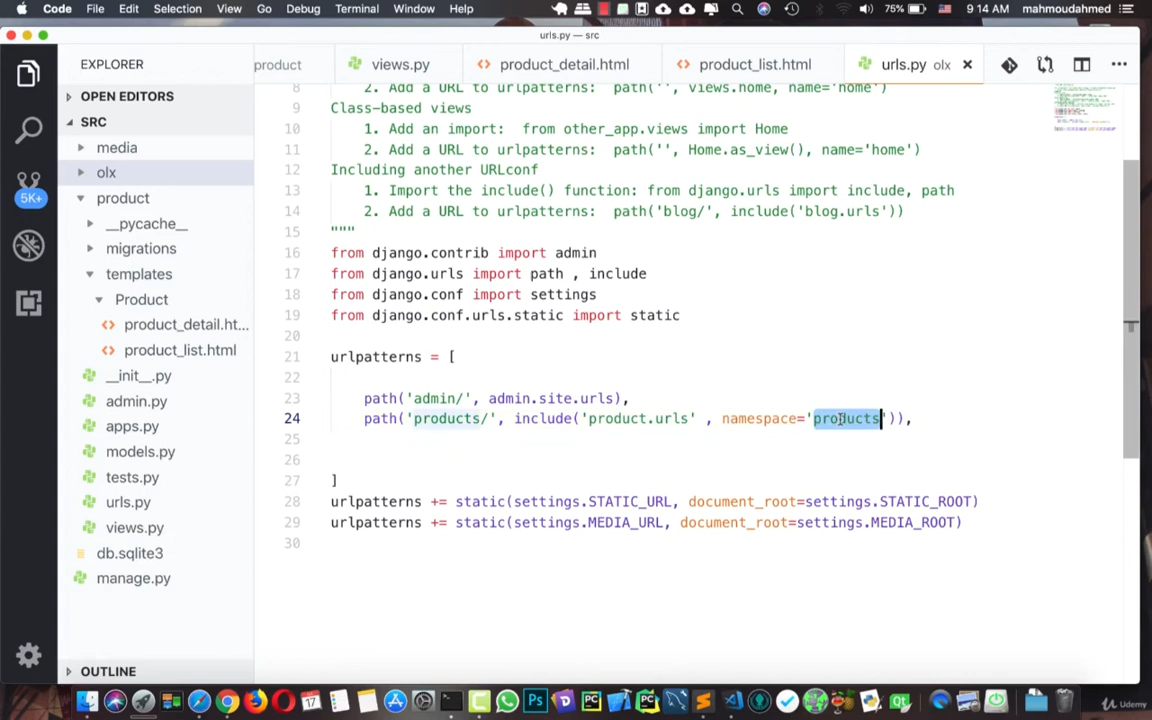 Code File Edit Selection View Go Debug Terminal Window Help 75% 9:14 AM mahmoudahmed
urls.py — src
EXPLORER
product views.py product_detail.html product_list.html urls.py olx
OPEN EDITORS
SRC
media
olx
product
__pycache__
migrations
templates
Product
product_detail.ht...
product_list.html
__init__.py
admin.py
apps.py
models.py
tests.py
urls.py
views.py
db.sqlite3
manage.py
OUTLINE
5K+
8 2. Add a URL to urlpatterns: path('', views.home, name='home')
9 Class-based views
10 1. Add an import: from other_app.views import Home
11 2. Add a URL to urlpatterns: path('', Home.as_view(), name='home')
12 Including another URLconf
13 1. Import the include() function: from django.urls import include, path
14 2. Add a URL to urlpatterns: path('blog/', include('blog.urls'))
15 """
16 from django.contrib import admin
17 from django.urls import path , include
18 from django.conf import settings
19 from django.conf.urls.static import static
20
21 urlpatterns = [
22
23 path('admin/', admin.site.urls),
24 path('products/', include('product.urls' , namespace='products')),
25
26
27 ]
28 urlpatterns += static(settings.STATIC_URL, document_root=settings.STATIC_ROOT)
29 urlpatterns += static(settings.MEDIA_URL, document_root=settings.MEDIA_ROOT)
30
Udemy